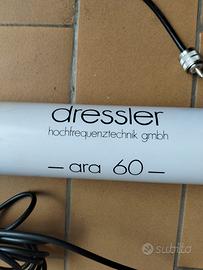 dressler
hochfrequenztechnik gmbh
— ara 60 —
subito